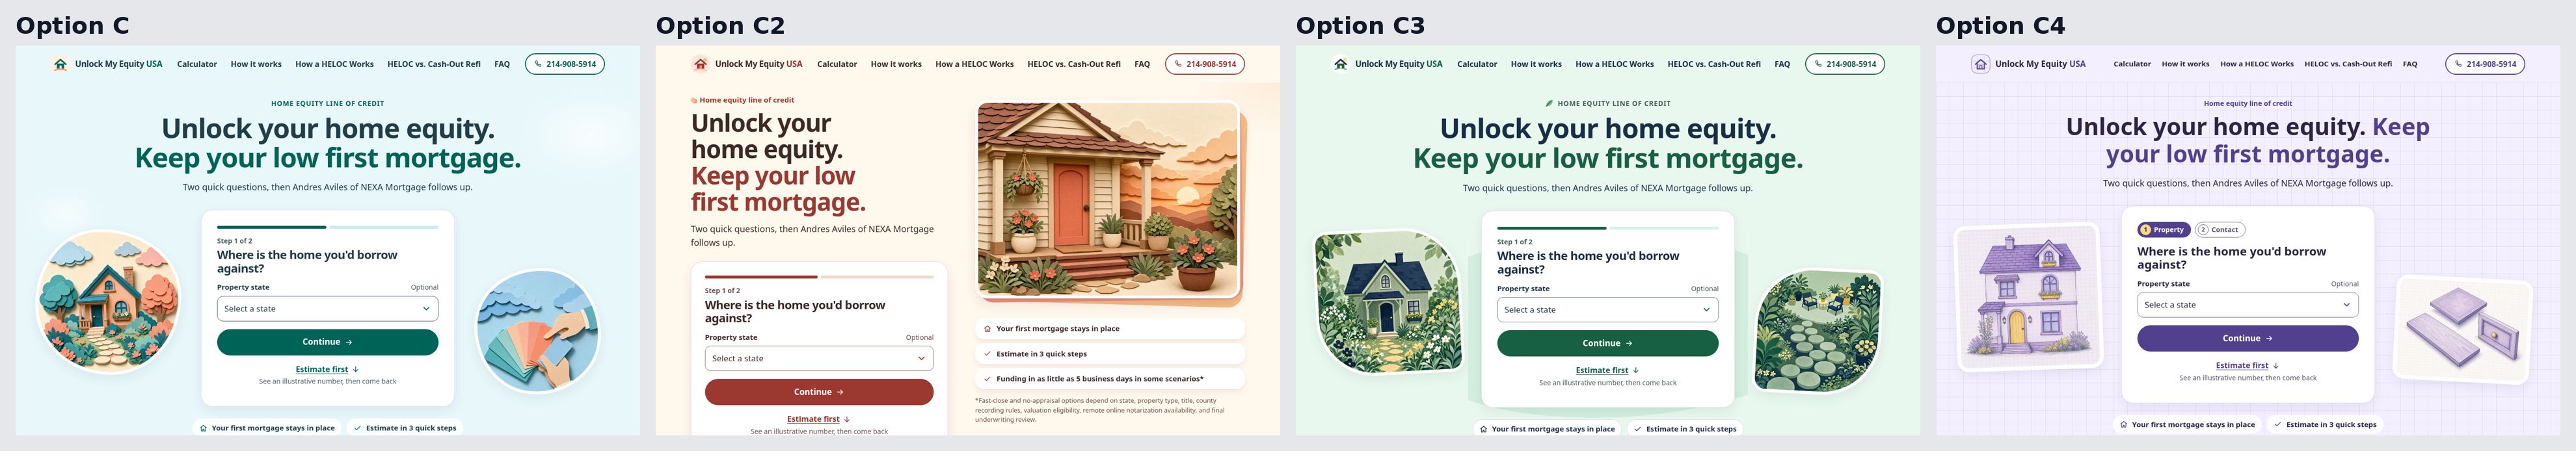 Option C
Unlock My Equity USA
Calculator
How it works
How a HELOC Works
HELOC vs. Cash-Out Refi
FAQ
214-908-5914
HOME EQUITY LINE OF CREDIT
Unlock your home equity.
Keep your low first mortgage.
Two quick questions, then Andres Aviles of NEXA Mortgage follows up.
Step 1 of 2
Where is the home you'd borrow
against?
Property state
Optional
Select a state
Continue →
Estimate first ↓
See an illustrative number, then come back
Your first mortgage stays in place
Estimate in 3 quick steps
Option C2
Unlock My Equity USA
Calculator
How it works
How a HELOC Works
HELOC vs. Cash-Out Refi
FAQ
214-908-5914
Home equity line of credit
Unlock your
home equity.
Keep your low
first mortgage.
Two quick questions, then Andres Aviles of NEXA Mortgage
follows up.
Step 1 of 2
Where is the home you'd borrow
against?
Property state
Optional
Select a state
Continue →
Estimate first ↓
See an illustrative number, then come back
Your first mortgage stays in place
Estimate in 3 quick steps
Funding in as little as 5 business days in some scenarios*
*Fast-close and no-appraisal options depend on state, property type, title, county
recording rules, valuation eligibility, remote online notarization availability, and final
underwriting review.
Option C3
Unlock My Equity USA
Calculator
How it works
How a HELOC Works
HELOC vs. Cash-Out Refi
FAQ
214-908-5914
HOME EQUITY LINE OF CREDIT
Unlock your home equity.
Keep your low first mortgage.
Two quick questions, then Andres Aviles of NEXA Mortgage follows up.
Step 1 of 2
Where is the home you'd borrow
against?
Property state
Optional
Select a state
Continue →
Estimate first ↓
See an illustrative number, then come back
Your first mortgage stays in place
Estimate in 3 quick steps
Option C4
Unlock My Equity USA
Calculator
How it works
How a HELOC Works
HELOC vs. Cash-Out Refi
FAQ
214-908-5914
Home equity line of credit
Unlock your home equity. Keep
your low first mortgage.
Two quick questions, then Andres Aviles of NEXA Mortgage follows up.
1 Property
2 Contact
Where is the home you'd borrow
against?
Property state
Optional
Select a state
Continue →
Estimate first ↓
See an illustrative number, then come back
Your first mortgage stays in place
Estimate in 3 quick steps